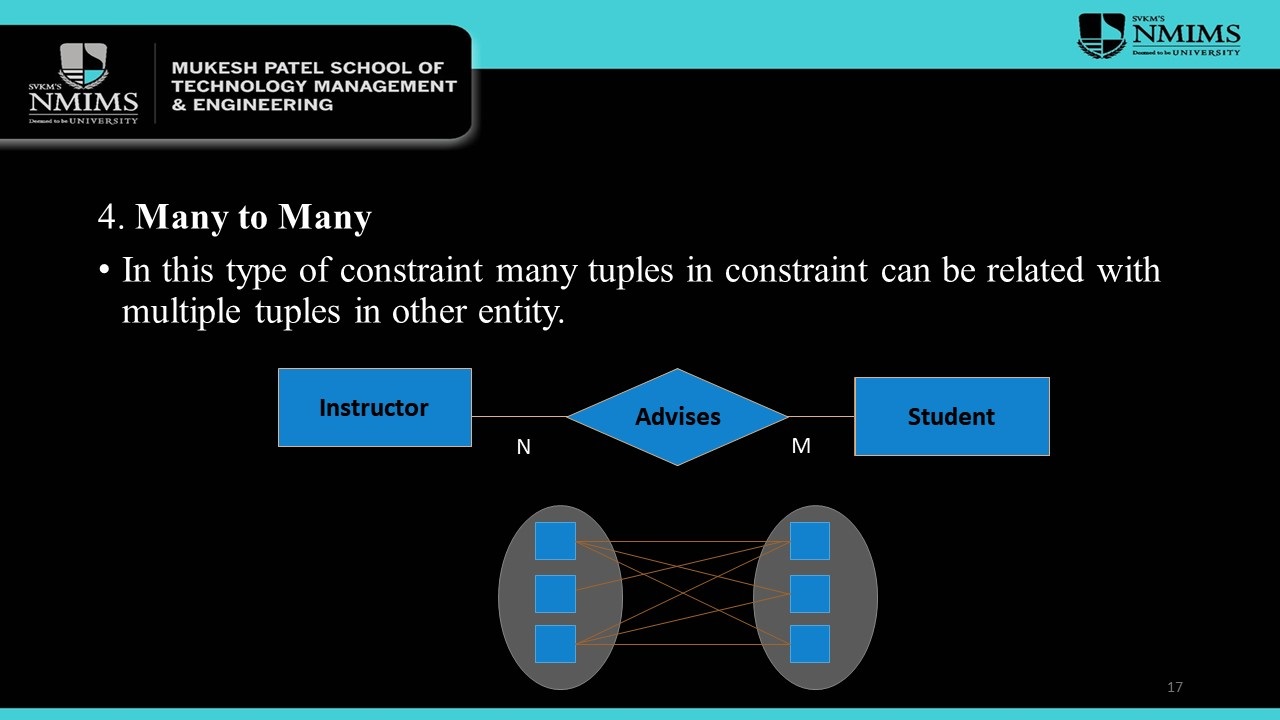 SVKM'S
NMIMS
Deemed to be UNIVERSITY
MUKESH PATEL SCHOOL OF
TECHNOLOGY MANAGEMENT
& ENGINEERING
SVKM'S
NMIMS
Deemed to be UNIVERSITY
4. Many to Many
• In this type of constraint many tuples in constraint can be related with
multiple tuples in other entity.
Instructor
Advises
Student
N
M
17